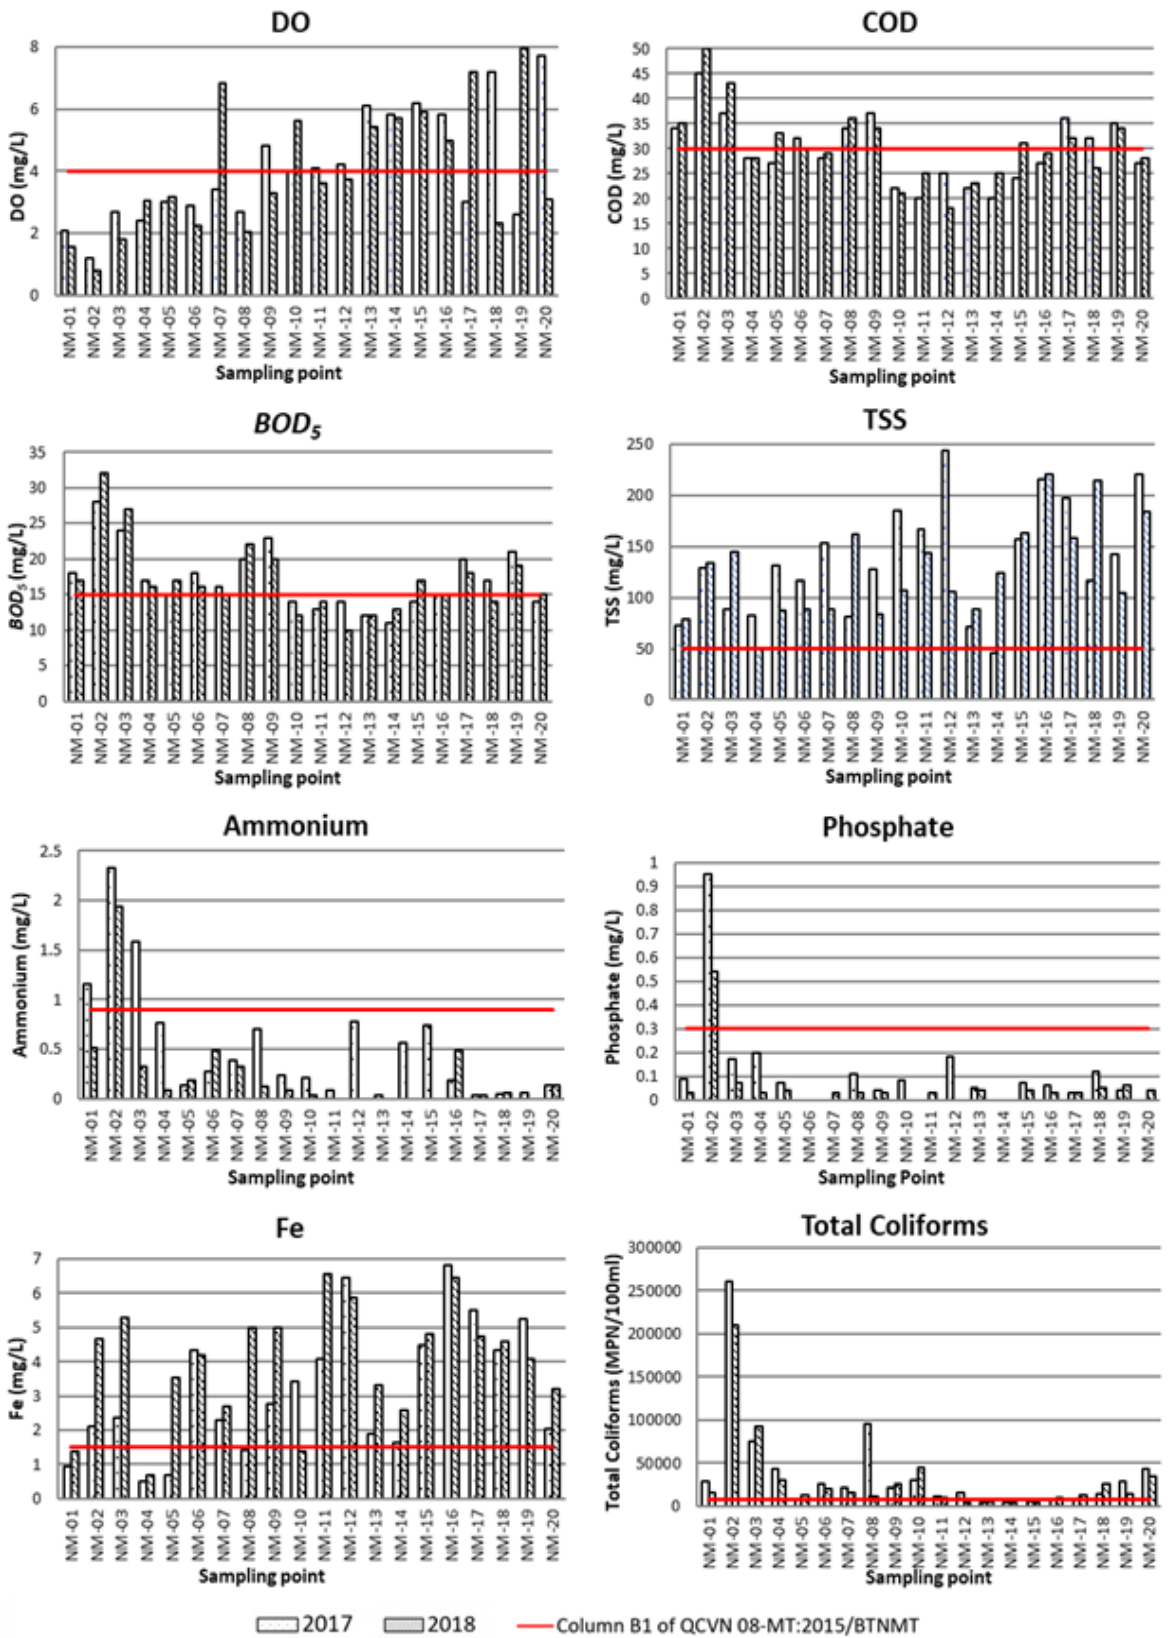 DO
DO (mg/L)
8
6
4
2
0
NM-01
NM-02
NM-03
NM-04
NM-05
NM-06
NM-07
NM-08
NM-09
NM-10
NM-11
NM-12
NM-13
NM-14
NM-15
NM-16
NM-17
NM-18
NM-19
NM-20
Sampling point
COD
COD (mg/L)
50
45
40
35
30
25
20
15
10
5
0
NM-01
NM-02
NM-03
NM-04
NM-05
NM-06
NM-07
NM-08
NM-09
NM-10
NM-11
NM-12
NM-13
NM-14
NM-15
NM-16
NM-17
NM-18
NM-19
NM-20
Sampling point
BOD5
BOD5 (mg/L)
35
30
25
20
15
10
5
0
NM-01
NM-02
NM-03
NM-04
NM-05
NM-06
NM-07
NM-08
NM-09
NM-10
NM-11
NM-12
NM-13
NM-14
NM-15
NM-16
NM-17
NM-18
NM-19
NM-20
Sampling point
TSS
TSS (mg/L)
250
200
150
100
50
0
NM-01
NM-02
NM-03
NM-04
NM-05
NM-06
NM-07
NM-08
NM-09
NM-10
NM-11
NM-12
NM-13
NM-14
NM-15
NM-16
NM-17
NM-18
NM-19
NM-20
Sampling point
Ammonium
Ammonium (mg/L)
2.5
2
1.5
1
0.5
0
NM-01
NM-02
NM-03
NM-04
NM-05
NM-06
NM-07
NM-08
NM-09
NM-10
NM-11
NM-12
NM-13
NM-14
NM-15
NM-16
NM-17
NM-18
NM-19
NM-20
Sampling point
Phosphate
Phosphate (mg/L)
1
0.9
0.8
0.7
0.6
0.5
0.4
0.3
0.2
0.1
0
NM-01
NM-02
NM-03
NM-04
NM-05
NM-06
NM-07
NM-08
NM-09
NM-10
NM-11
NM-12
NM-13
NM-14
NM-15
NM-16
NM-17
NM-18
NM-19
NM-20
Sampling Point
Fe
Fe (mg/L)
7
6
5
4
3
2
1
0
NM-01
NM-02
NM-03
NM-04
NM-05
NM-06
NM-07
NM-08
NM-09
NM-10
NM-11
NM-12
NM-13
NM-14
NM-15
NM-16
NM-17
NM-18
NM-19
NM-20
Sampling point
Total Coliforms
Total Coliforms (MPN/100ml)
300000
250000
200000
150000
100000
50000
0
NM-01
NM-02
NM-03
NM-04
NM-05
NM-06
NM-07
NM-08
NM-09
NM-10
NM-11
NM-12
NM-13
NM-14
NM-15
NM-16
NM-17
NM-18
NM-19
NM-20
Sampling point
2017 2018 Column B1 of QCVN 08-MT:2015/BTNMT